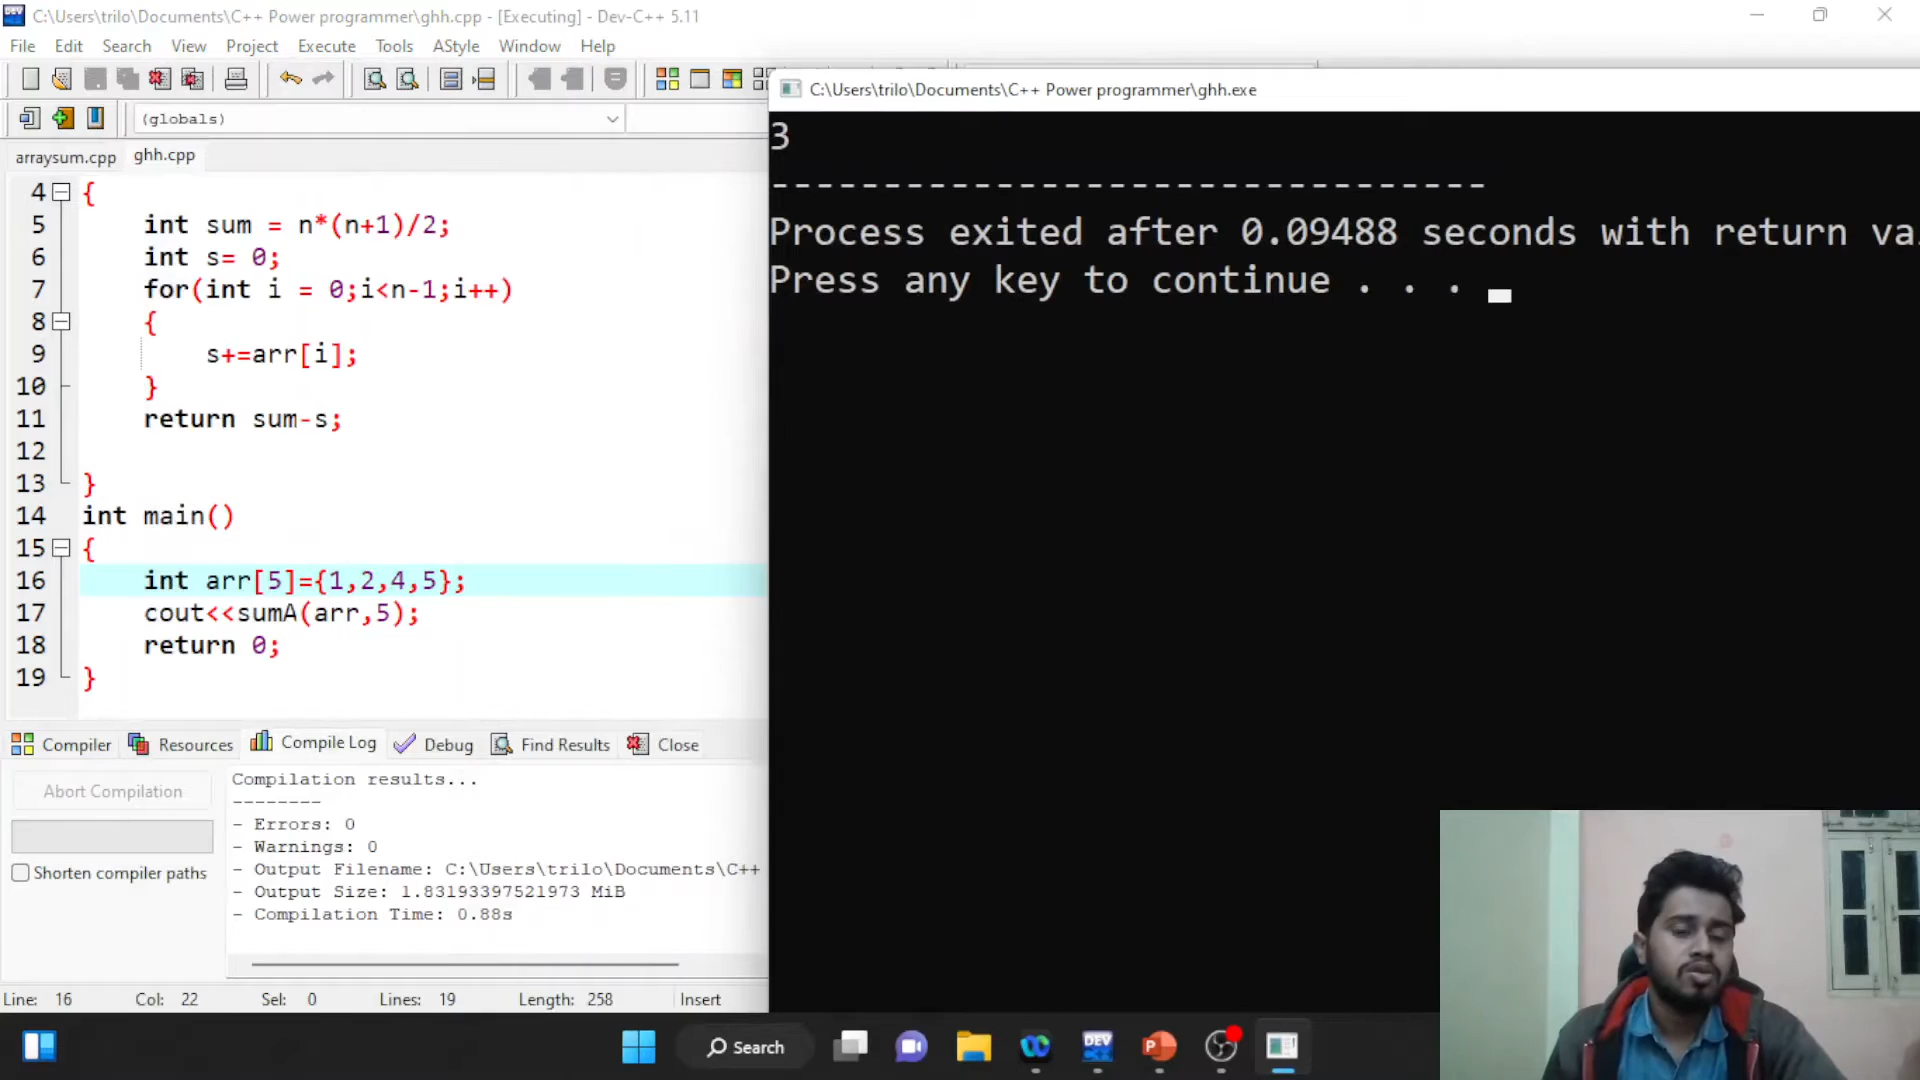 C:\Users\trilo\Documents\C++ Power programmer\ghh.cpp - [Executing] - Dev-C++ 5.11
File Edit Search View Project Execute Tools AStyle Window Help
(globals)
arraysum.cpp ghh.cpp
4 {
5 int sum = n*(n+1)/2;
6 int s= 0;
7 for(int i = 0;i<n-1;i++)
8 {
9 s+=arr[i];
10 }
11 return sum-s;
12
13 }
14 int main()
15 {
16 int arr[5]={1,2,4,5};
17 cout<<sumA(arr,5);
18 return 0;
19 }
Compiler Resources Compile Log Debug Find Results Close
Abort Compilation
Shorten compiler paths
Compilation results...
--------
- Errors: 0
- Warnings: 0
- Output Filename: C:\Users\trilo\Documents\C++
- Output Size: 1.83193397521973 MiB
- Compilation Time: 0.88s
Line: 16 Col: 22 Sel: 0 Lines: 19 Length: 258 Insert
C:\Users\trilo\Documents\C++ Power programmer\ghh.exe
3
--------------------------------
Process exited after 0.09488 seconds with return
Press any key to continue . . .
Search
DEV
P